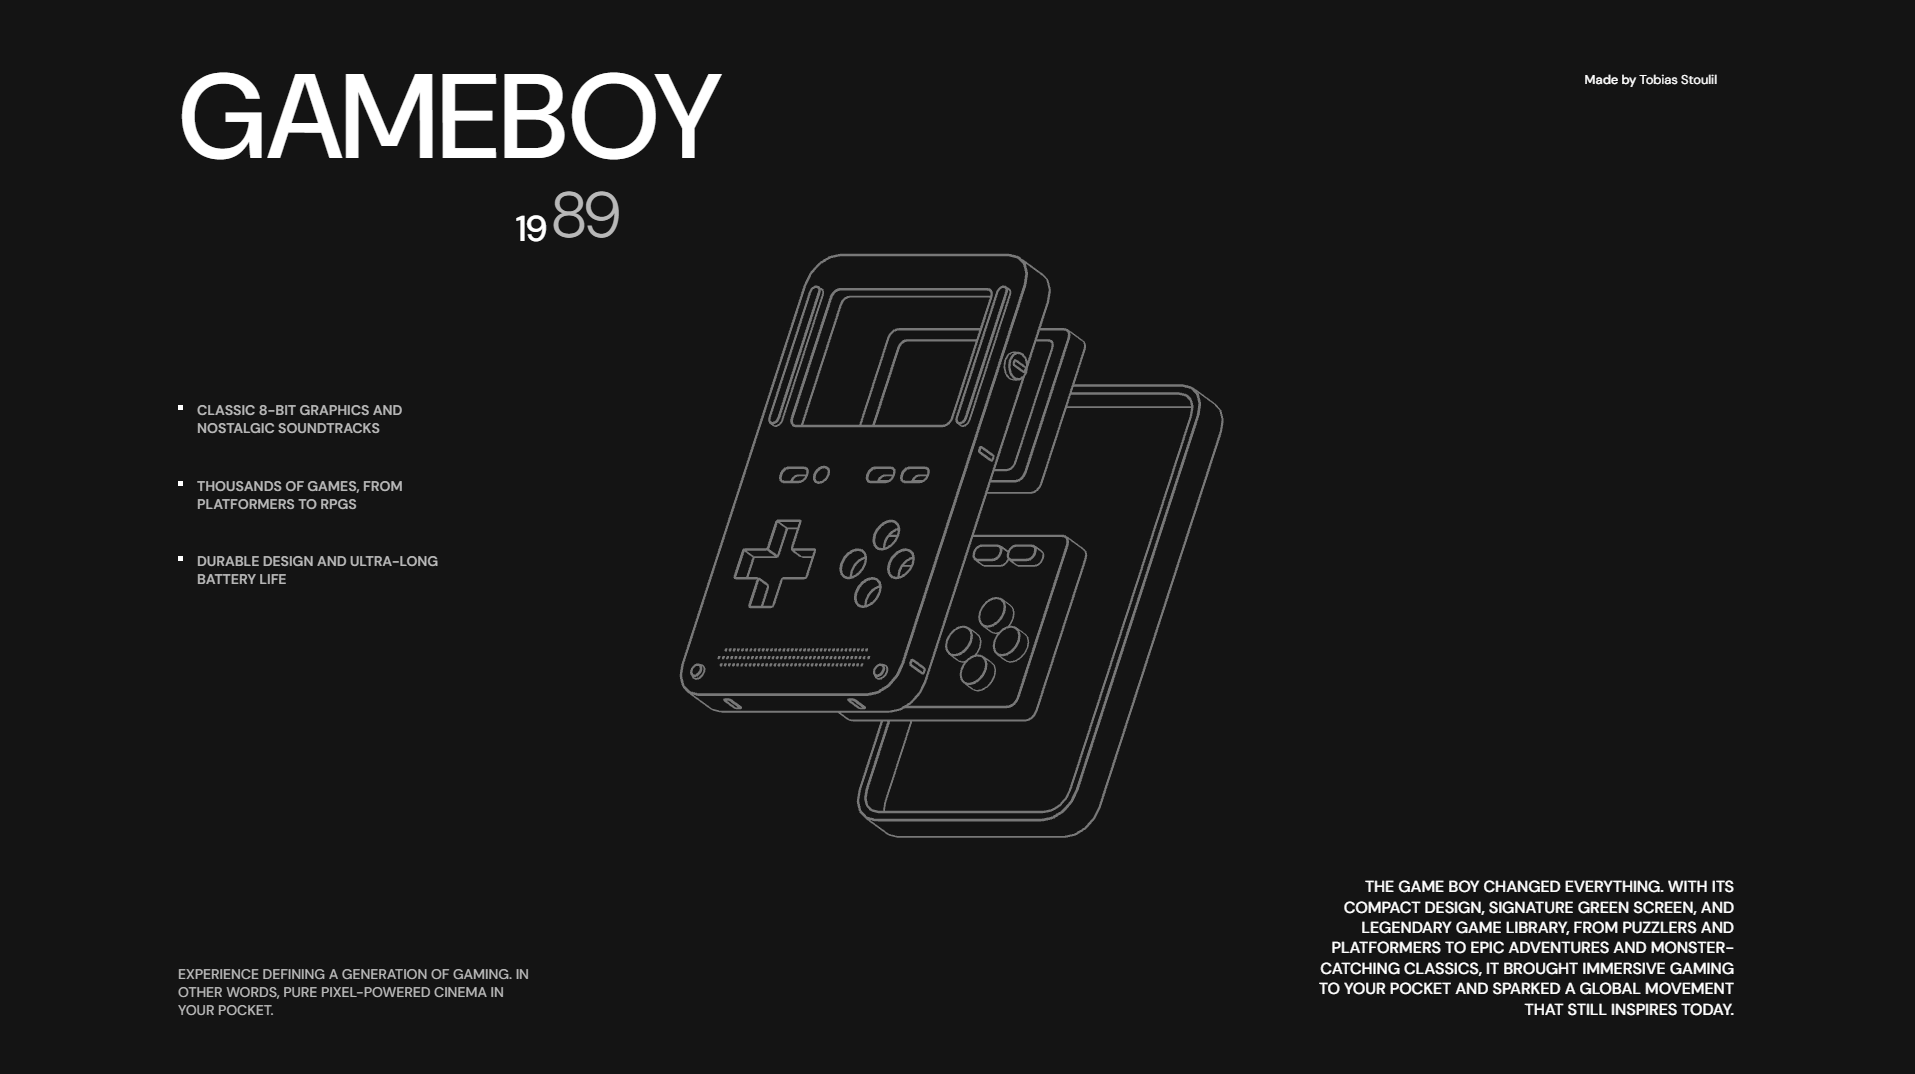 GAMEBOY
Made by Tobias Stoulil
1989
CLASSIC 8-BIT GRAPHICS AND
NOSTALGIC SOUNDTRACKS
THOUSANDS OF GAMES, FROM
PLATFORMERS TO RPGS
DURABLE DESIGN AND ULTRA-LONG
BATTERY LIFE
EXPERIENCE DEFINING A GENERATION OF GAMING. IN
OTHER WORDS, PURE PIXEL-POWERED CINEMA IN
YOUR POCKET.
THE GAME BOY CHANGED EVERYTHING. WITH ITS
COMPACT DESIGN, SIGNATURE GREEN SCREEN, AND
LEGENDARY GAME LIBRARY, FROM PUZZLERS AND
PLATFORMERS TO EPIC ADVENTURES AND MONSTER-
CATCHING CLASSICS, IT BROUGHT IMMERSIVE GAMING
TO YOUR POCKET AND SPARKED A GLOBAL MOVEMENT
THAT STILL INSPIRES TODAY.